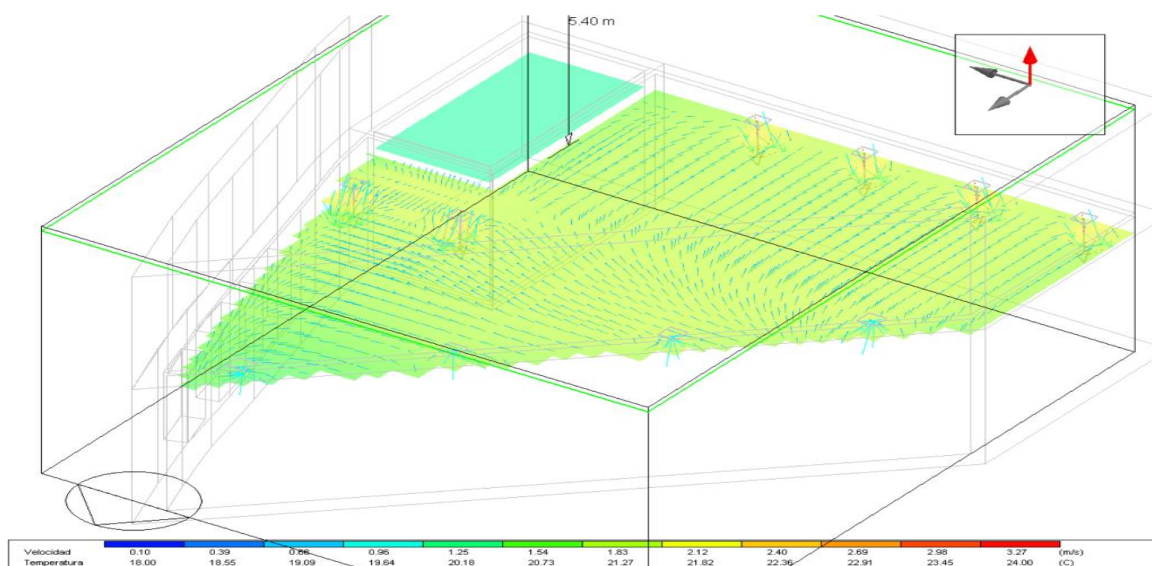 5.40 m
Velocidad 0.10 0.39 0.68 0.96 1.25 1.54 1.83 2.12 2.40 2.69 2.98 3.27 (m/s)
Temperatura 18.00 18.55 19.09 19.64 20.18 20.73 21.27 21.82 22.36 22.91 23.45 24.00 (C)